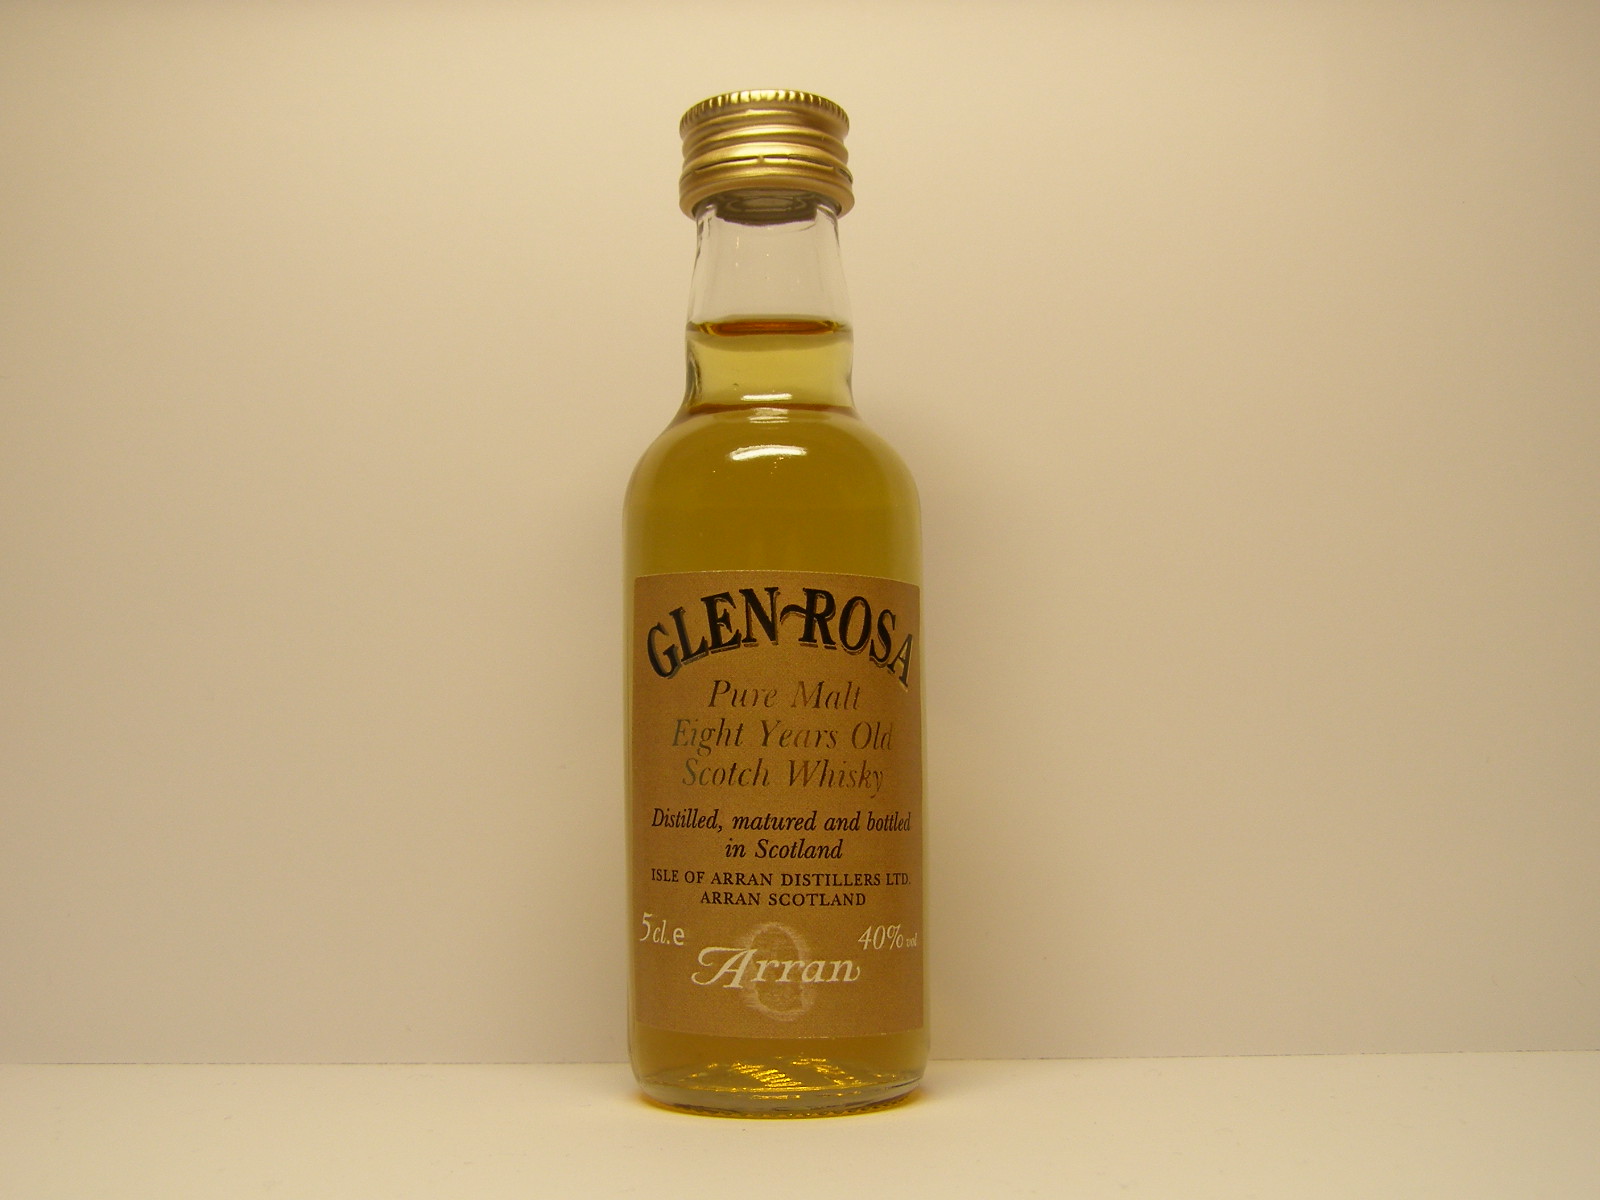 GLEN ROSA
Pure Malt
Eight Years Old
Scotch Whisky
Distilled, matured and bottled
in Scotland
ISLE OF ARRAN DISTILLERS LTD.
ARRAN SCOTLAND
5cl.e 40% vol
Arran